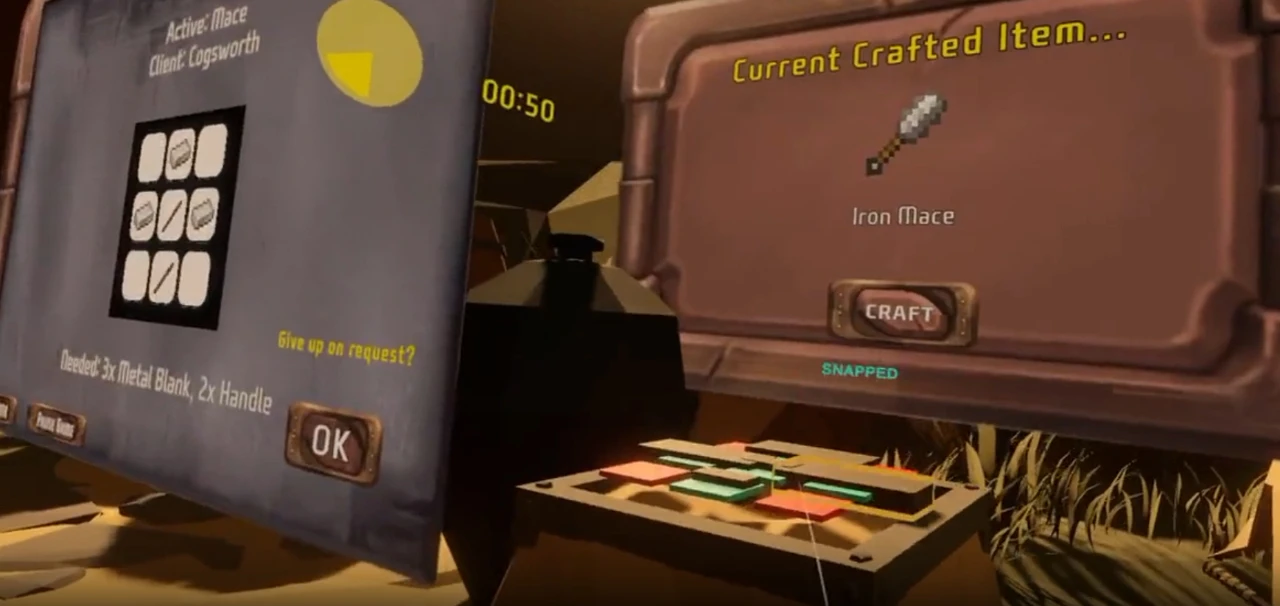 Active: Mace
Client: Cogsworth
00:50
Give up on request?
Needed: 3x Metal Blank, 2x Handle
OK
Current Crafted Item...
Iron Mace
CRAFT
SNAPPED